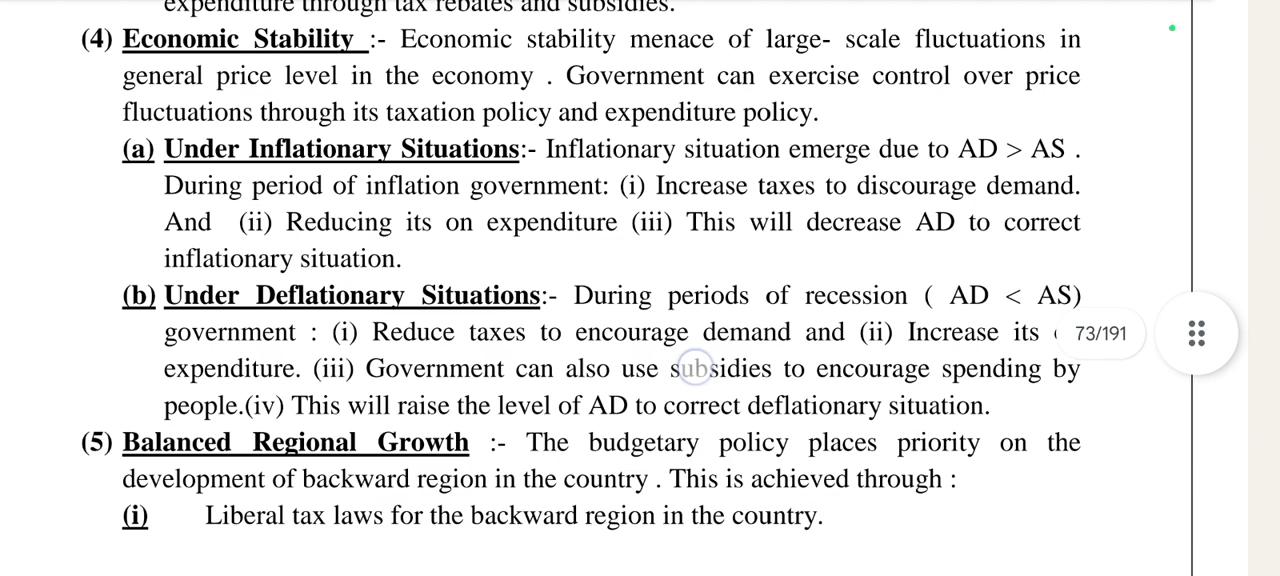 expenditure through tax rebates and subsidies.
(4) Economic Stability :- Economic stability menace of large- scale fluctuations in
general price level in the economy . Government can exercise control over price
fluctuations through its taxation policy and expenditure policy.
(a) Under Inflationary Situations:- Inflationary situation emerge due to AD > AS .
During period of inflation government: (i) Increase taxes to discourage demand.
And (ii) Reducing its on expenditure (iii) This will decrease AD to correct
inflationary situation.
(b) Under Deflationary Situations:- During periods of recession ( AD < AS)
government : (i) Reduce taxes to encourage demand and (ii) Increase its
73/191
expenditure. (iii) Government can also use subsidies to encourage spending by
people.(iv) This will raise the level of AD to correct deflationary situation.
(5) Balanced Regional Growth :- The budgetary policy places priority on the
development of backward region in the country . This is achieved through :
(i) Liberal tax laws for the backward region in the country.